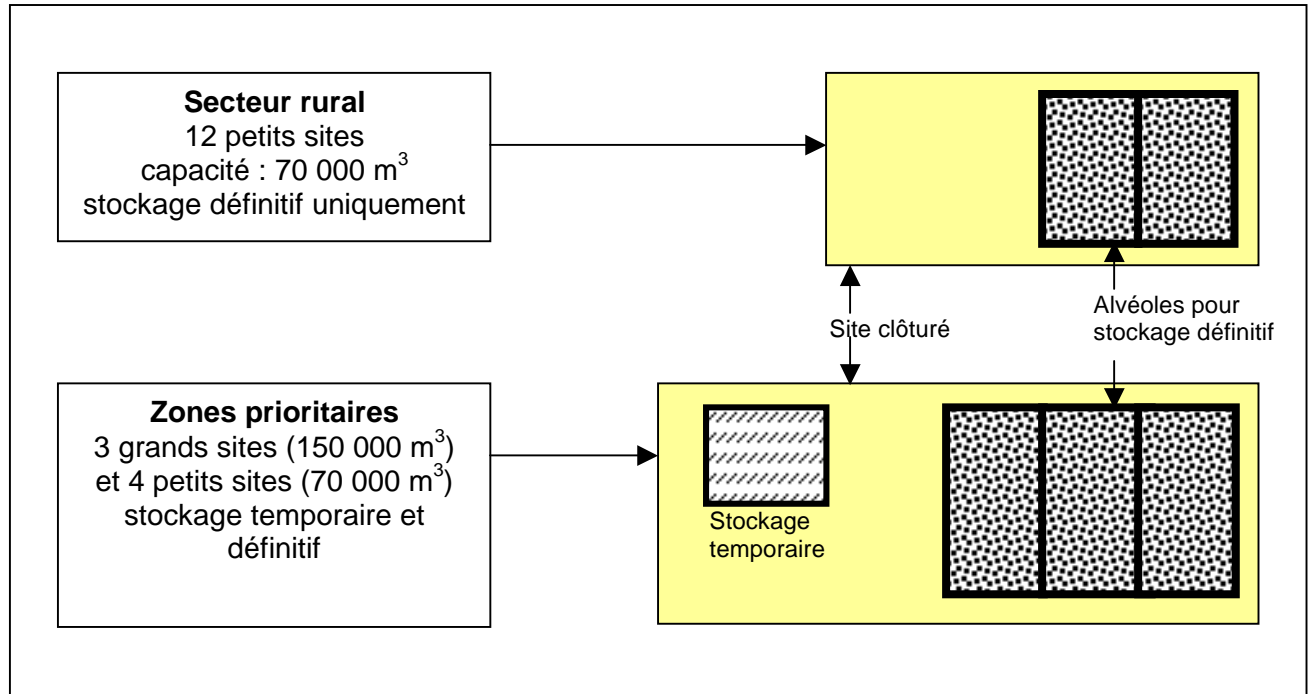 Secteur rural
12 petits sites
capacité : 70 000 m³
stockage définitif uniquement
Site clôturé
Alvéoles pour
stockage définitif
Zones prioritaires
3 grands sites (150 000 m³)
et 4 petits sites (70 000 m³)
stockage temporaire et
définitif
Stockage
temporaire